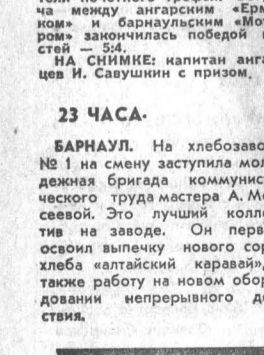 ча между ангарским «Ерм
ком» и барнаульским «Мот
ром» закончилась победой
стей — 5:4.
НА СНИМКЕ: капитан анга
цев И. Савушкин с призом.
23 ЧАСА.
БАРНАУЛ. На хлебозаво
№ 1 на смену заступила мол
дежная бригада коммунис
ческого труда мастера А. Мо
сеевой. Это лучший колле
тив на заводе. Он перв
освоил выпечку нового сор
хлеба «алтайский каравай»,
также работу на новом обор
довании непрерывного де
ствия.